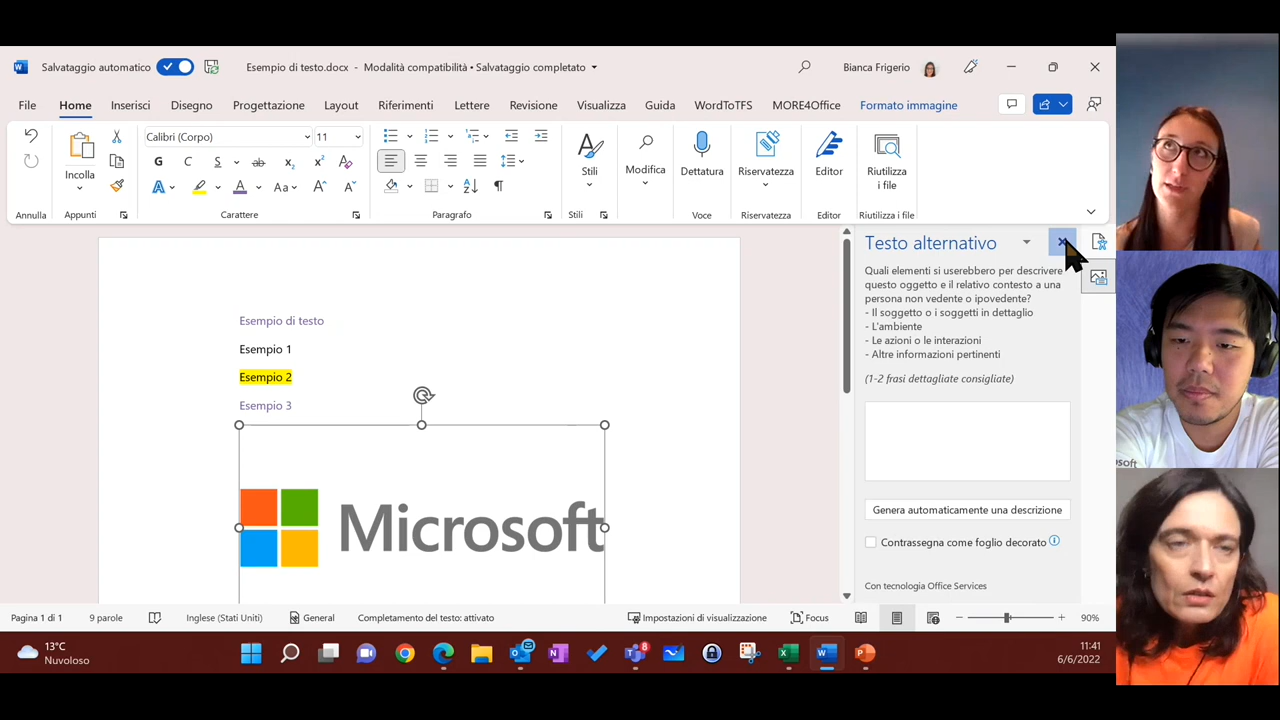 Salvataggio automatico
Esempio di testo.docx - Modalità compatibilità • Salvataggio completato
Bianca Frigerio
File Home Inserisci Disegno Progettazione Layout Riferimenti Lettere Revisione Visualizza Guida WordToTFS MORE4Office Formato immagine
Calibri (Corpo) 11
Incolla
G C S ab x₂ x² A
A A Aa A A
Stili
Modifica
Dettatura
Riservatezza
Editor
Riutilizza
i file
Annulla Appunti Carattere Paragrafo Stili Voce Riservatezza Editor Riutilizza i file
Esempio di testo
Esempio 1
Esempio 2
Esempio 3
Microsoft
Testo alternativo
Quali elementi si userebbero per descrivere
questo oggetto e il relativo contesto a una
persona non vedente o ipovedente?
- Il soggetto o i soggetti in dettaglio
- L'ambiente
- Le azioni o le interazioni
- Altre informazioni pertinenti
(1-2 frasi dettagliate consigliate)
Genera automaticamente una descrizione
Contrassegna come foglio decorato
Con tecnologia Office Services
Pagina 1 di 1 9 parole Inglese (Stati Uniti) General Completamento del testo: attivato Impostazioni di visualizzazione Focus 90%
13°C
Nuvoloso
8
11:41
6/6/2022
osoft